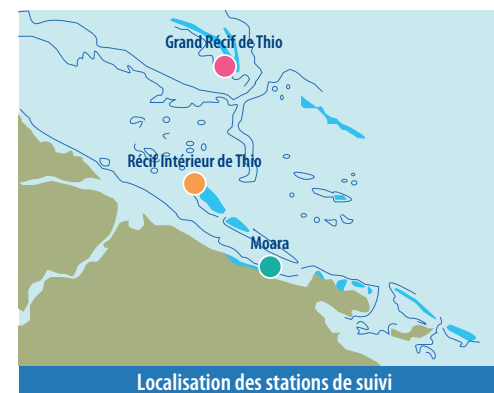 Grand Récif de Thio
Récif Intérieur de Thio
Moara
Localisation des stations de suivi